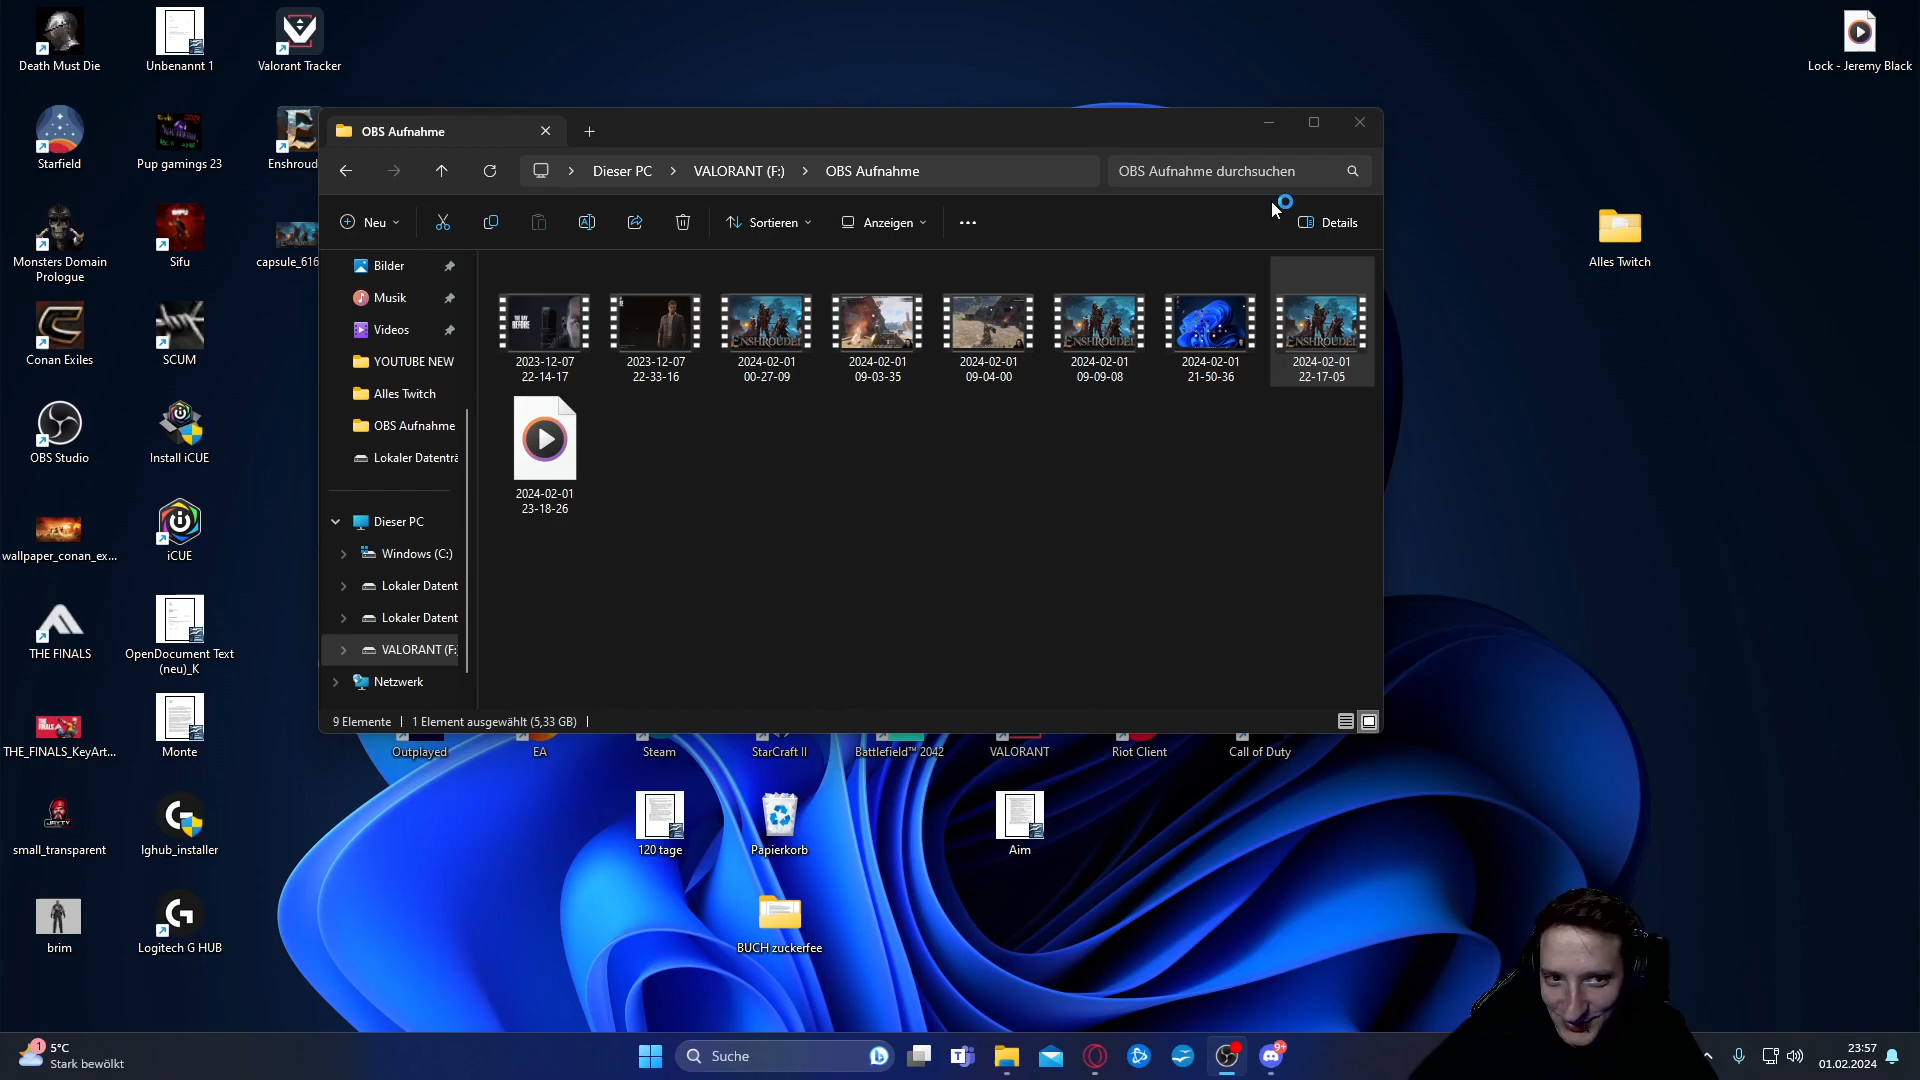 Death Must Die
Unbenannt 1
Valorant Tracker
Lock - Jeremy Black
Starfield
Pup gamings 23
Enshroud
Monsters Domain
Prologue
Sifu
capsule_616
Alles Twitch
Conan Exiles
SCUM
OBS Studio
Install iCUE
wallpaper_conan_ex...
iCUE
THE FINALS
OpenDocument Text
(neu)_K
THE_FINALS_KeyArt...
Monte
small_transparent
lghub_installer
brim
Logitech G HUB
OBS Aufnahme
Dieser PC
VALORANT (F:)
OBS Aufnahme
OBS Aufnahme durchsuchen
Neu
Sortieren
Anzeigen
Details
Bilder
Musik
Videos
YOUTUBE NEW
Alles Twitch
OBS Aufnahme
Lokaler Datenträ
Dieser PC
Windows (C:)
Lokaler Datent
Lokaler Datent
VALORANT (F:
Netzwerk
2023-12-07
22-14-17
2023-12-07
22-33-16
ENSHROUDED
2024-02-01
00-27-09
2024-02-01
09-03-35
2024-02-01
09-04-00
ENSHROUDED
2024-02-01
09-09-08
2024-02-01
21-50-36
ENSHROUDED
2024-02-01
22-17-05
2024-02-01
23-18-26
9 Elemente
1 Element ausgewählt (5,33 GB)
Outplayed
EA
Steam
StarCraft II
Battlefield™ 2042
VALORANT
Riot Client
Call of Duty
120 tage
Papierkorb
Aim
BUCH zuckerfee
1
5°C
Stark bewölkt
Suche
9+
23:57
01.02.2024